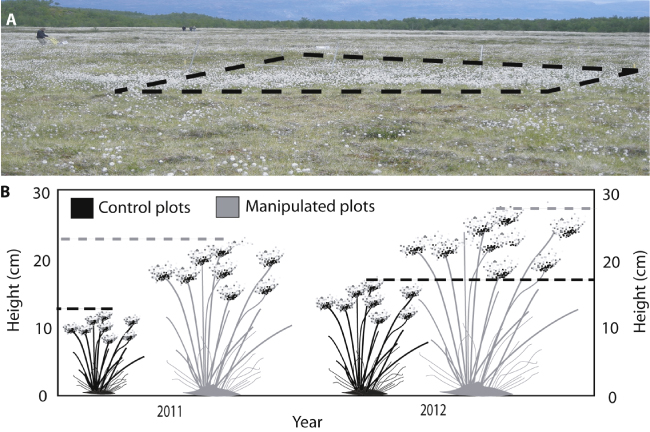 A
B
30
30
Control plots
Manipulated plots
20
20
Height (cm)
Height (cm)
10
10
0
0
2011
2012
Year